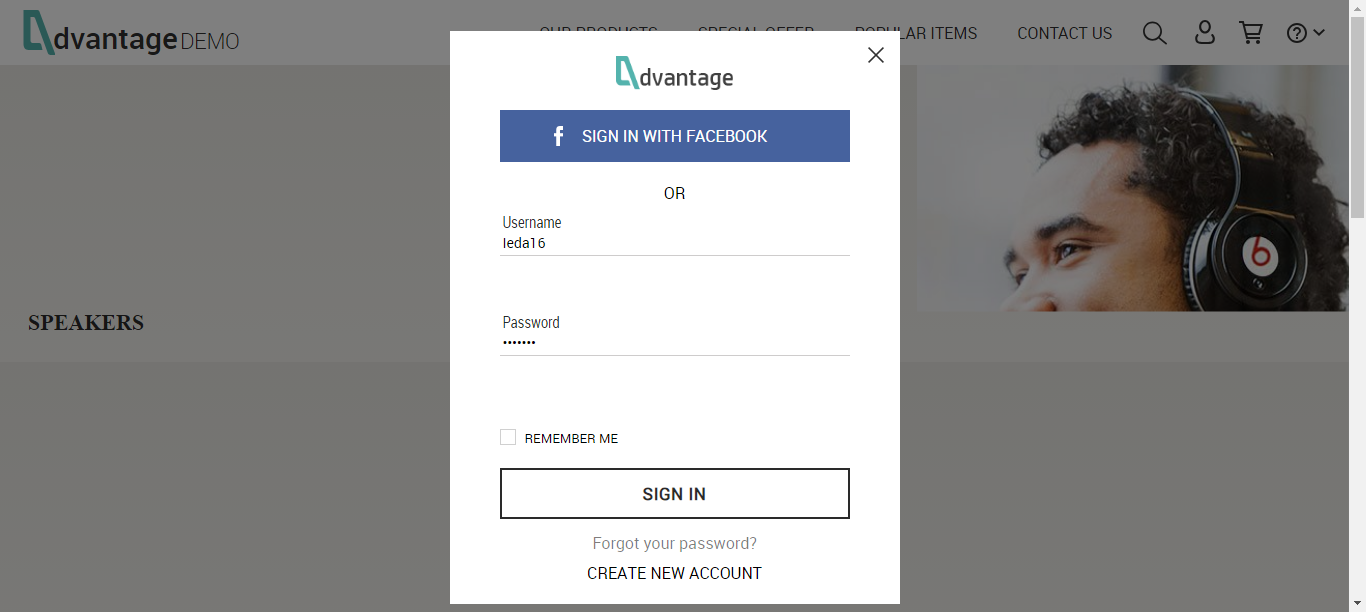 dvantage DEMO
OUR PRODUCTS SPECIAL OFFER POPULAR ITEMS CONTACT US
dvantage
SIGN IN WITH FACEBOOK
OR
Username
Ieda16
Password
•••••••
REMEMBER ME
SIGN IN
Forgot your password?
CREATE NEW ACCOUNT
SPEAKERS